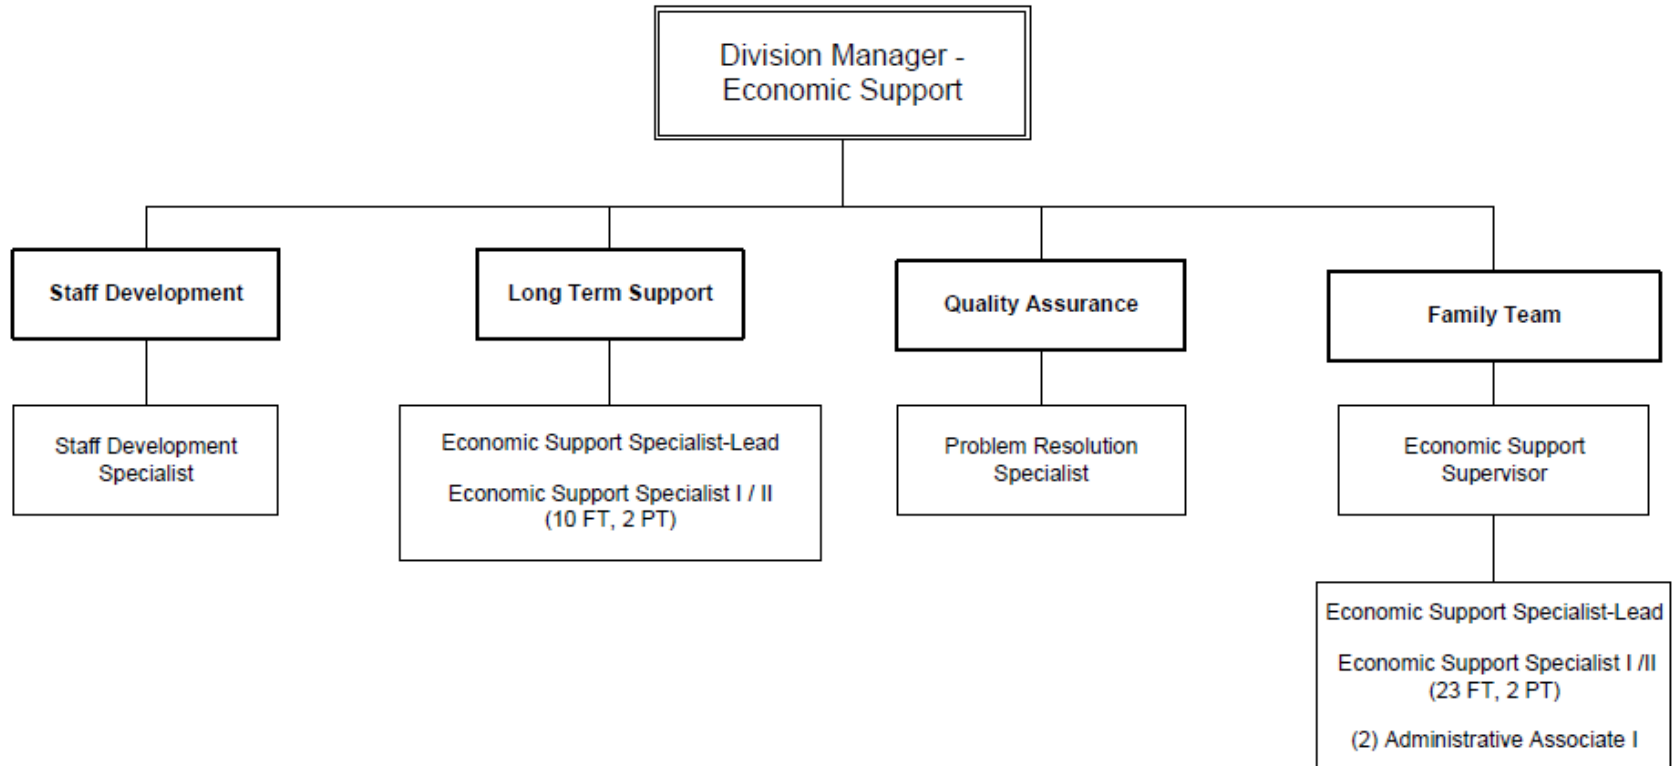 Division Manager -
Economic Support
Staff Development
Long Term Support
Quality Assurance
Family Team
Staff Development
Specialist
Economic Support Specialist-Lead
Economic Support Specialist I / II
(10 FT, 2 PT)
Problem Resolution
Specialist
Economic Support
Supervisor
Economic Support Specialist-Lead
Economic Support Specialist I /II
(23 FT, 2 PT)
(2) Administrative Associate I